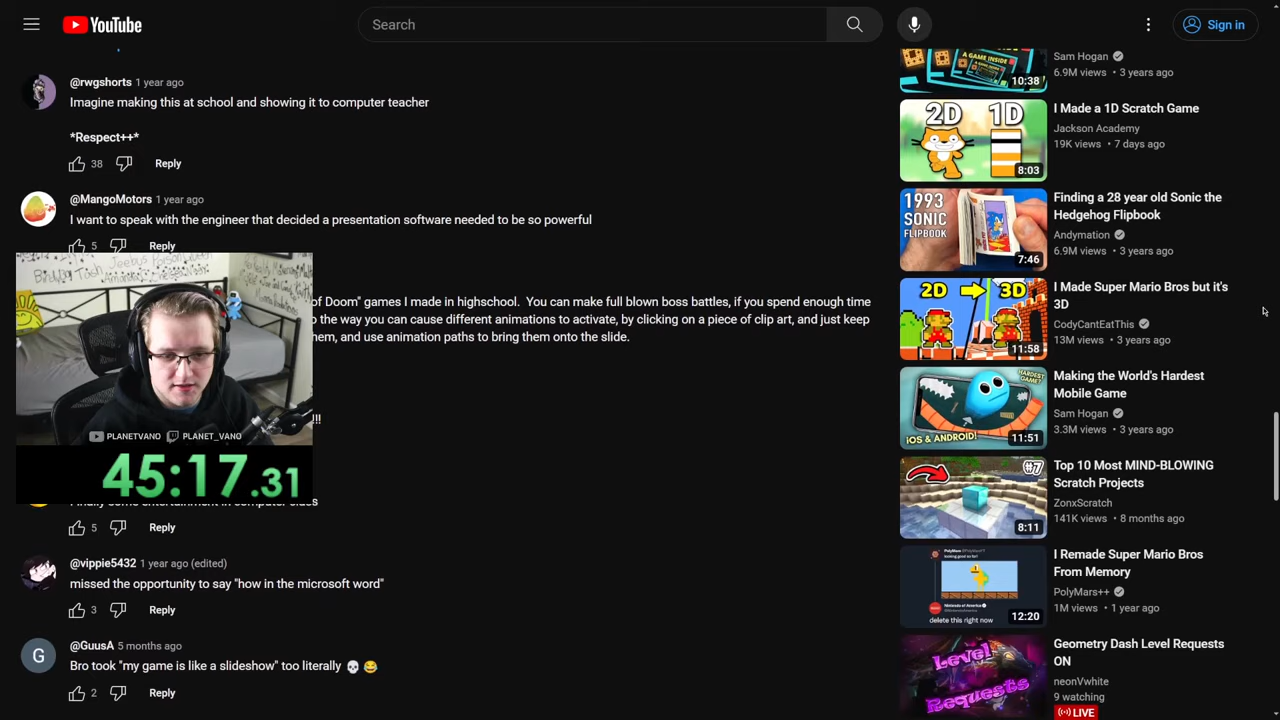 YouTube
Search
Sign in
@rwgshorts 1 year ago
Imagine making this at school and showing it to computer teacher
*Respect++*
38 Reply
@MangoMotors 1 year ago
I want to speak with the engineer that decided a presentation software needed to be so powerful
5 Reply
of Doom" games I made in highschool. You can make full blown boss battles, if you spend enough time
the way you can cause different animations to activate, by clicking on a piece of clip art, and just keep
em, and use animation paths to bring them onto the slide.
!!!
PLANETVANO PLANET_VANO
45:17.31
Finally some entertainment in computer class
5 Reply
@vippie5432 1 year ago (edited)
missed the opportunity to say "how in the microsoft word"
3 Reply
G
@GuusA 5 months ago
Bro took "my game is like a slideshow" too literally 💀 😂
2 Reply
A GAME INSIDE
10:38
Sam Hogan
6.9M views • 3 years ago
2D 1D
8:03
I Made a 1D Scratch Game
Jackson Academy
19K views • 7 days ago
1993
SONIC
FLIPBOOK
7:46
Finding a 28 year old Sonic the
Hedgehog Flipbook
Andymation
6.9M views • 3 years ago
2D 3D
11:58
I Made Super Mario Bros but it's
3D
CodyCantEatThis
13M views • 3 years ago
HARDEST
GAME?
iOS & ANDROID!
11:51
Making the World's Hardest
Mobile Game
Sam Hogan
3.3M views • 3 years ago
#7
8:11
Top 10 Most MIND-BLOWING
Scratch Projects
ZonxScratch
141K views • 8 months ago
delete this right now
12:20
I Remade Super Mario Bros
From Memory
PolyMars++
1M views • 1 year ago
Level
Requests
Geometry Dash Level Requests
ON
neonVwhite
9 watching
LIVE